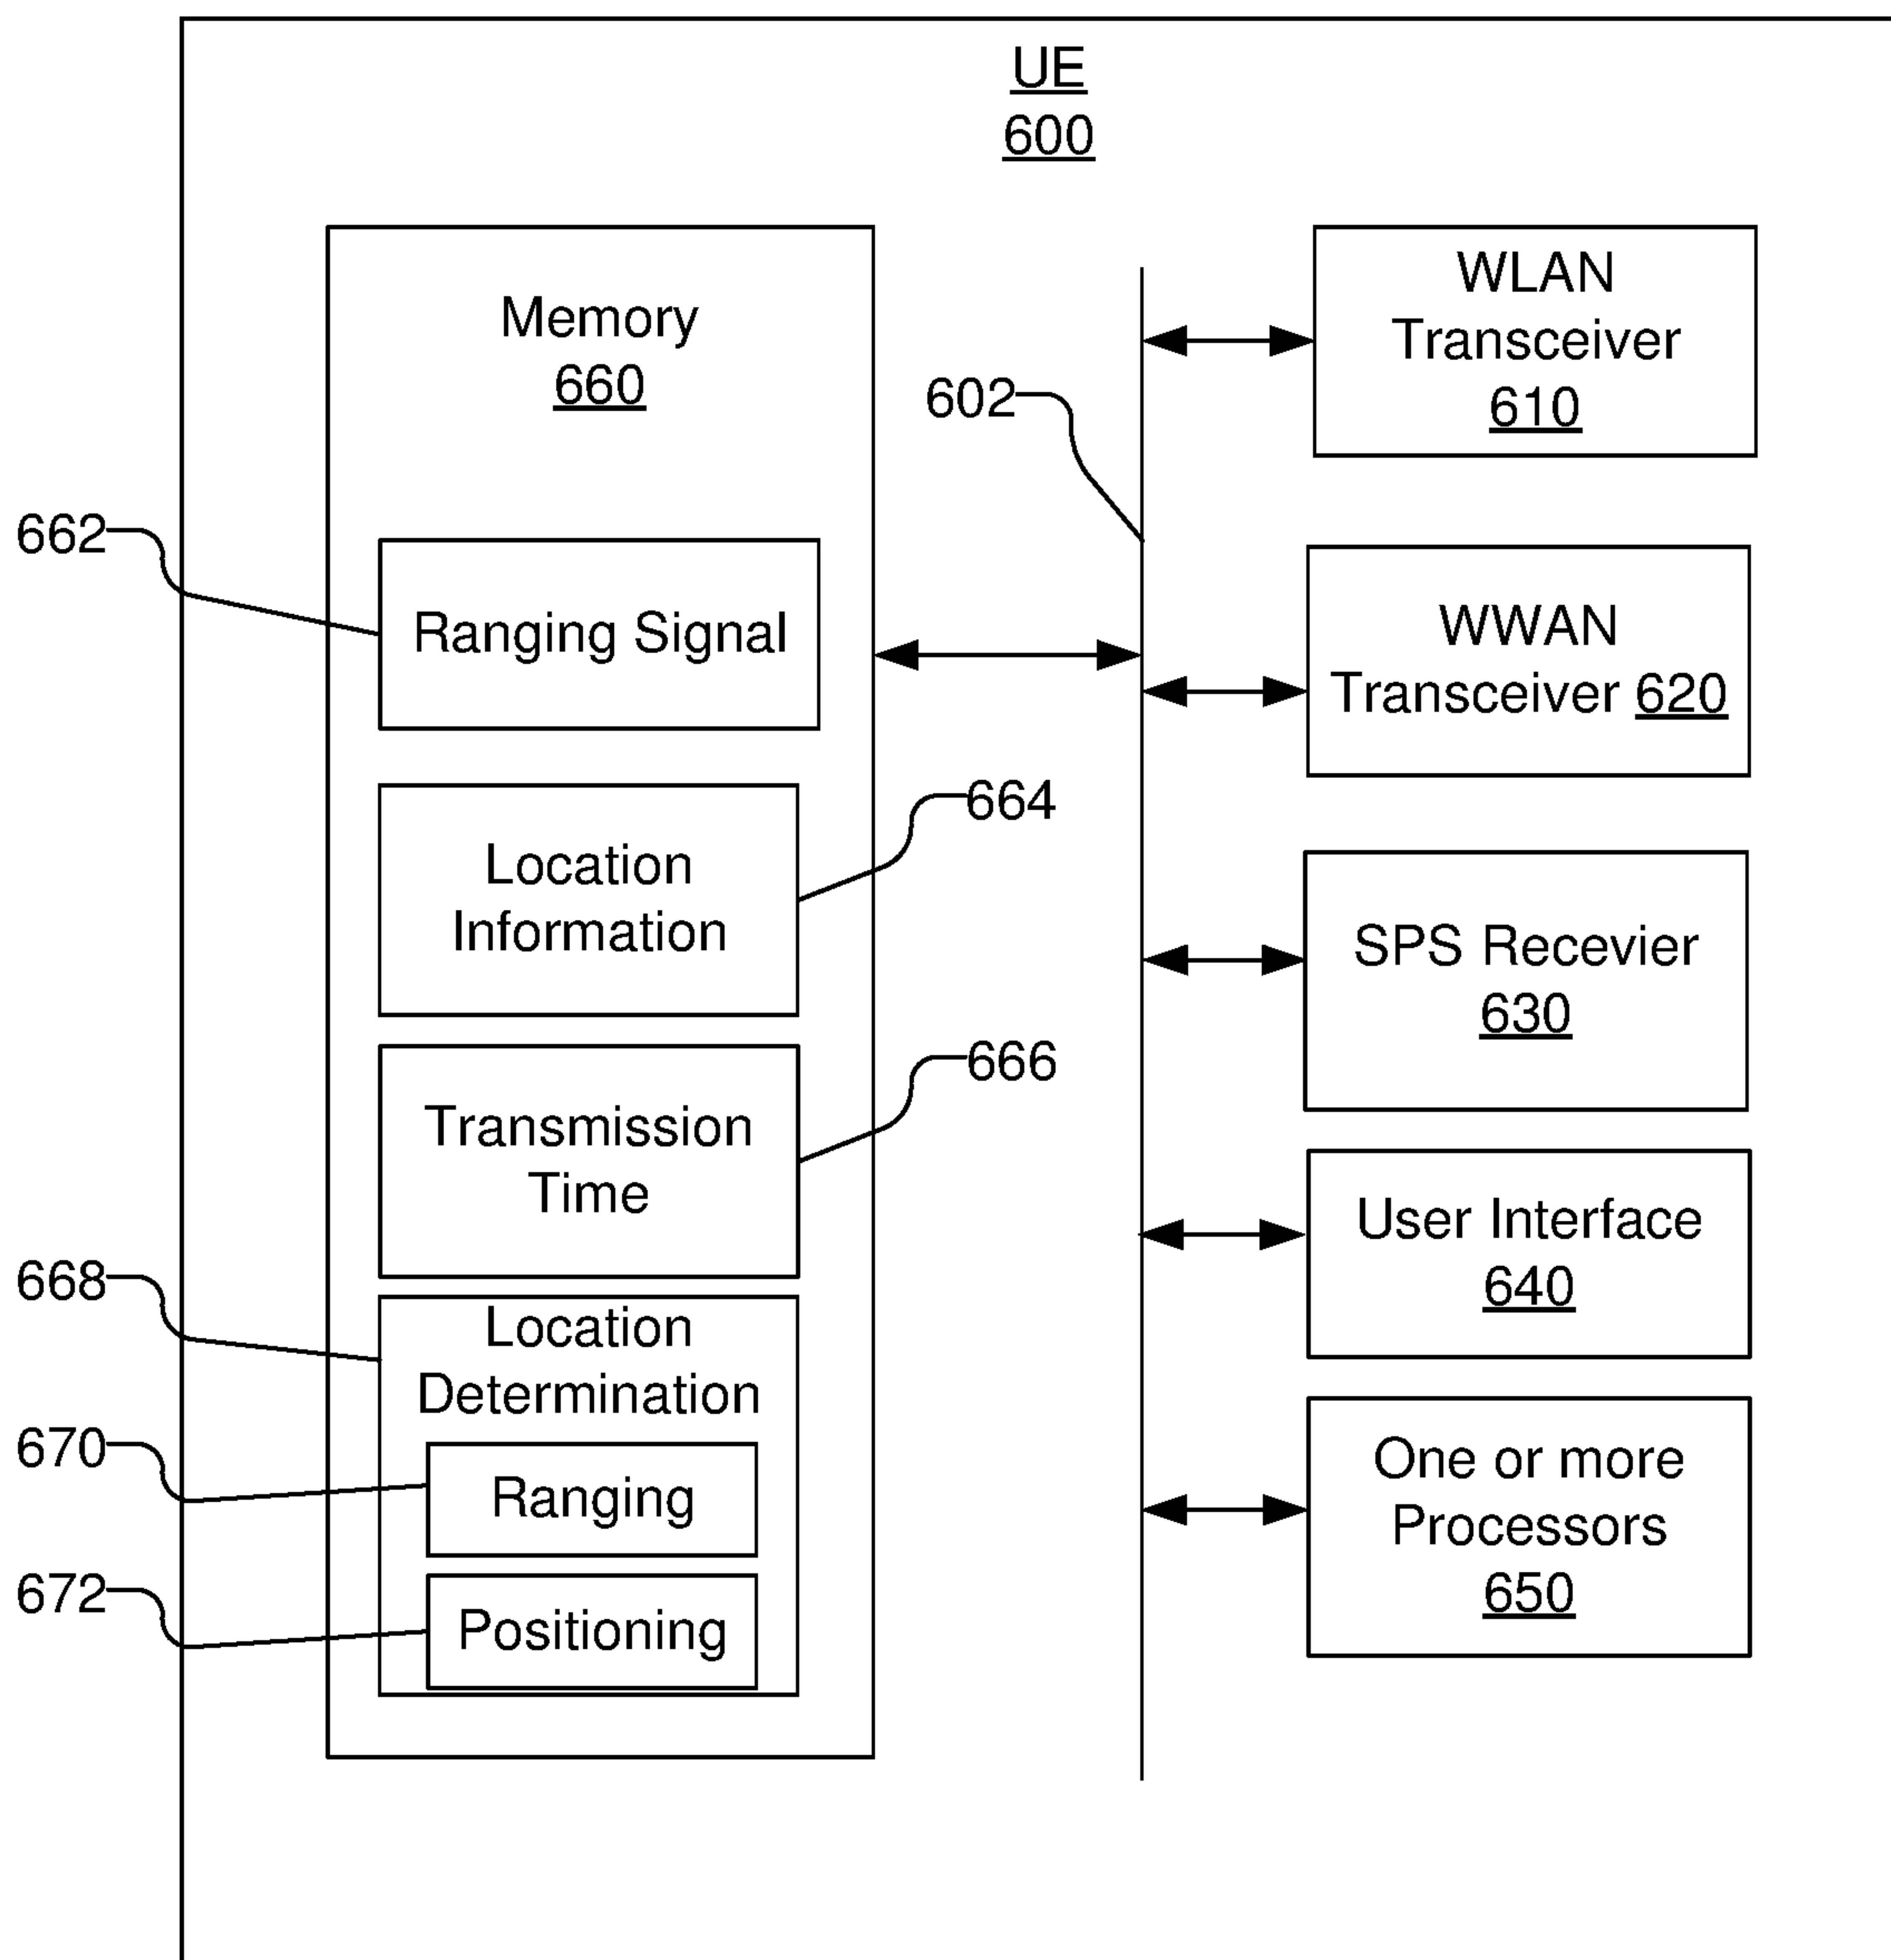 UE
600
Memory
660
662
Ranging Signal
664
Location
Information
666
Transmission
Time
668
Location
Determination
670
Ranging
672
Positioning
602
WLAN
Transceiver
610
WWAN
Transceiver 620
SPS Recevier
630
User Interface
640
One or more
Processors
650